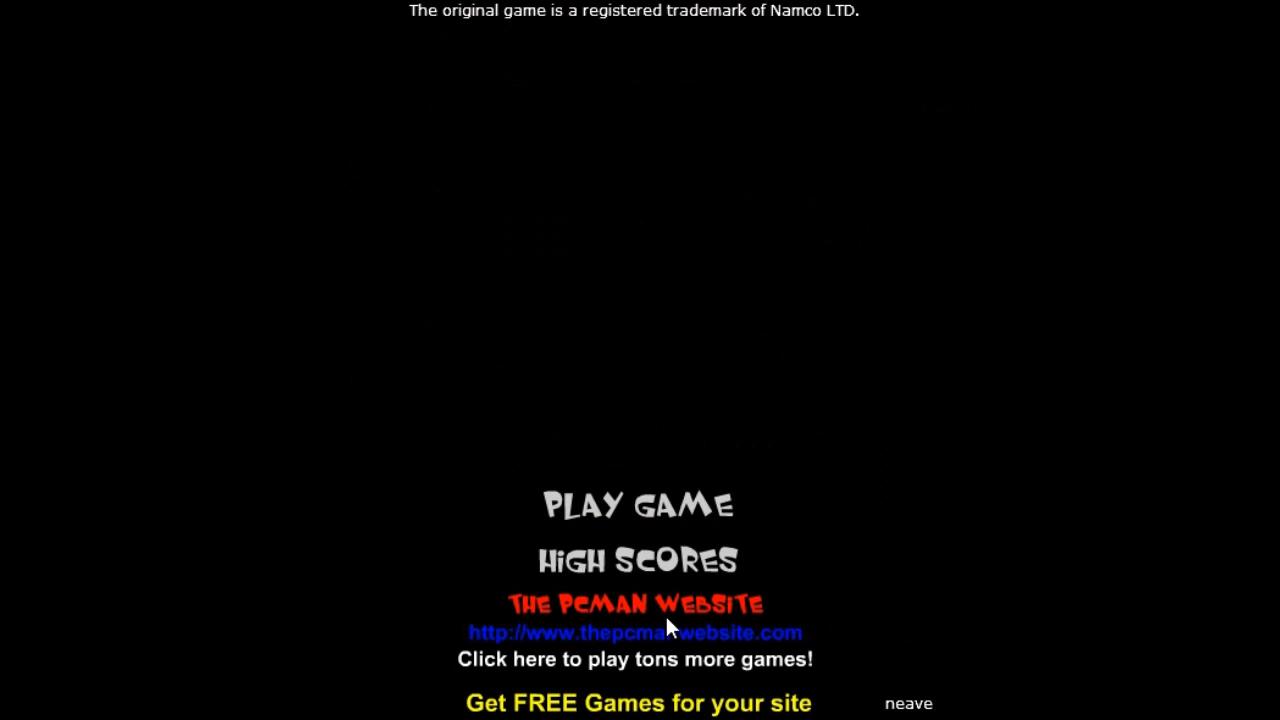 The original game is a registered trademark of Namco LTD.
PLAY GAME
HiGH SCORES
THE PCMAN WEBSiTE
http://www.thepcmanwebsite.com
Click here to play tons more games!
Get FREE Games for your site
neave